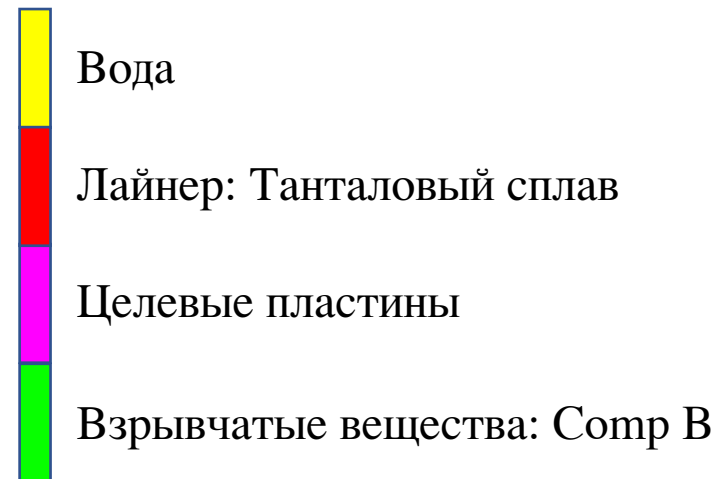 Вода
Лайнер: Танталовый сплав
Целевые пластины
Взрывчатые вещества: Comp B